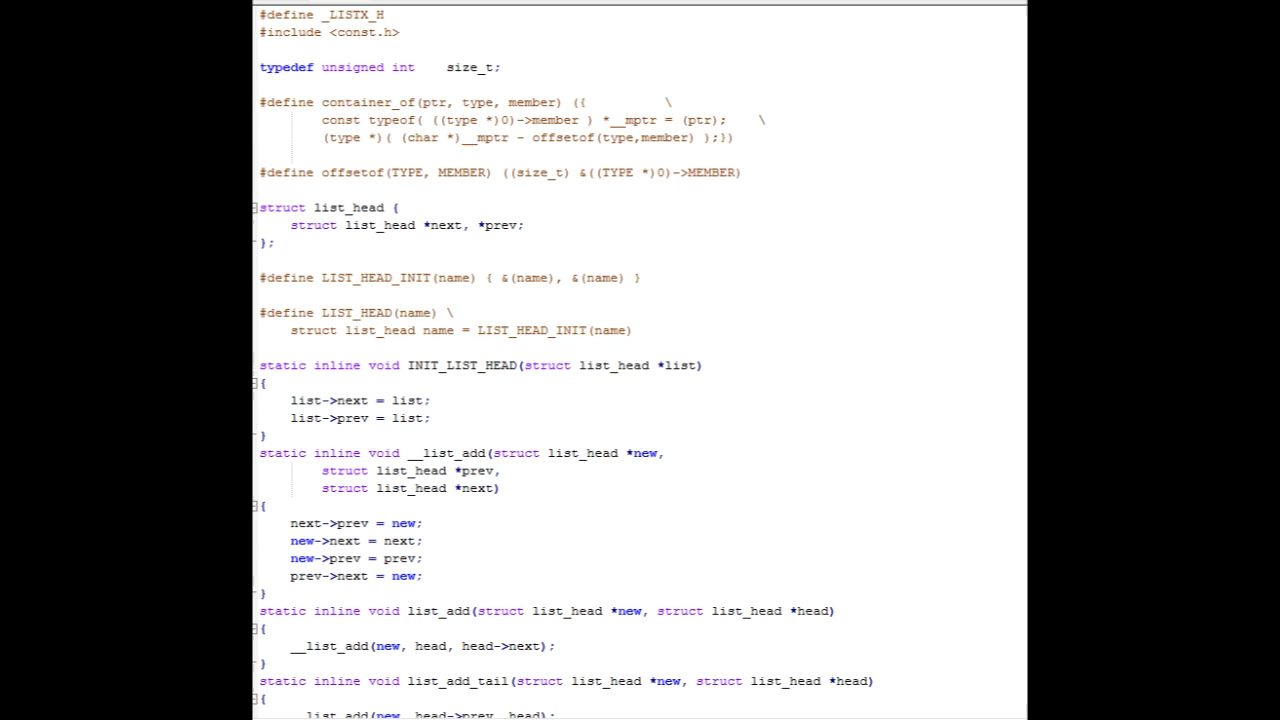 #define _LISTX_H
#include <const.h>
typedef unsigned int    size_t;
#define container_of(ptr, type, member) ({          \
        const typeof( ((type *)0)->member ) *__mptr = (ptr);    \
        (type *)( (char *)__mptr - offsetof(type,member) );})
#define offsetof(TYPE, MEMBER) ((size_t) &((TYPE *)0)->MEMBER)
struct list_head {
    struct list_head *next, *prev;
};
#define LIST_HEAD_INIT(name) { &(name), &(name) }
#define LIST_HEAD(name) \
    struct list_head name = LIST_HEAD_INIT(name)
static inline void INIT_LIST_HEAD(struct list_head *list)
{
    list->next = list;
    list->prev = list;
}
static inline void __list_add(struct list_head *new,
        struct list_head *prev,
        struct list_head *next)
{
    next->prev = new;
    new->next = next;
    new->prev = prev;
    prev->next = new;
}
static inline void list_add(struct list_head *new, struct list_head *head)
{
    __list_add(new, head, head->next);
}
static inline void list_add_tail(struct list_head *new, struct list_head *head)
{
    __list_add(new, head->prev, head);